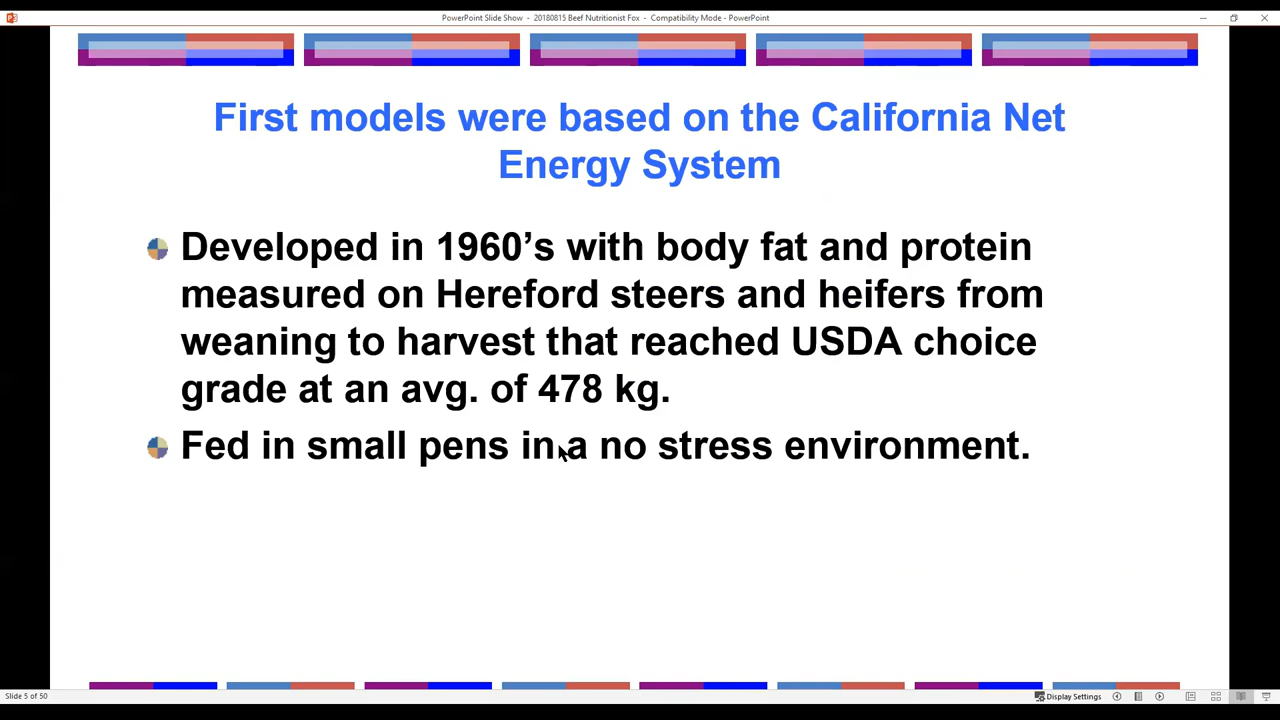 PowerPoint Slide Show - 20180815 Beef Nutritionist Fox - Compatibility Mode - PowerPoint
First models were based on the California Net
Energy System
Developed in 1960’s with body fat and protein
measured on Hereford steers and heifers from
weaning to harvest that reached USDA choice
grade at an avg. of 478 kg.
Fed in small pens in a no stress environment.
Slide 5 of 50
Display Settings